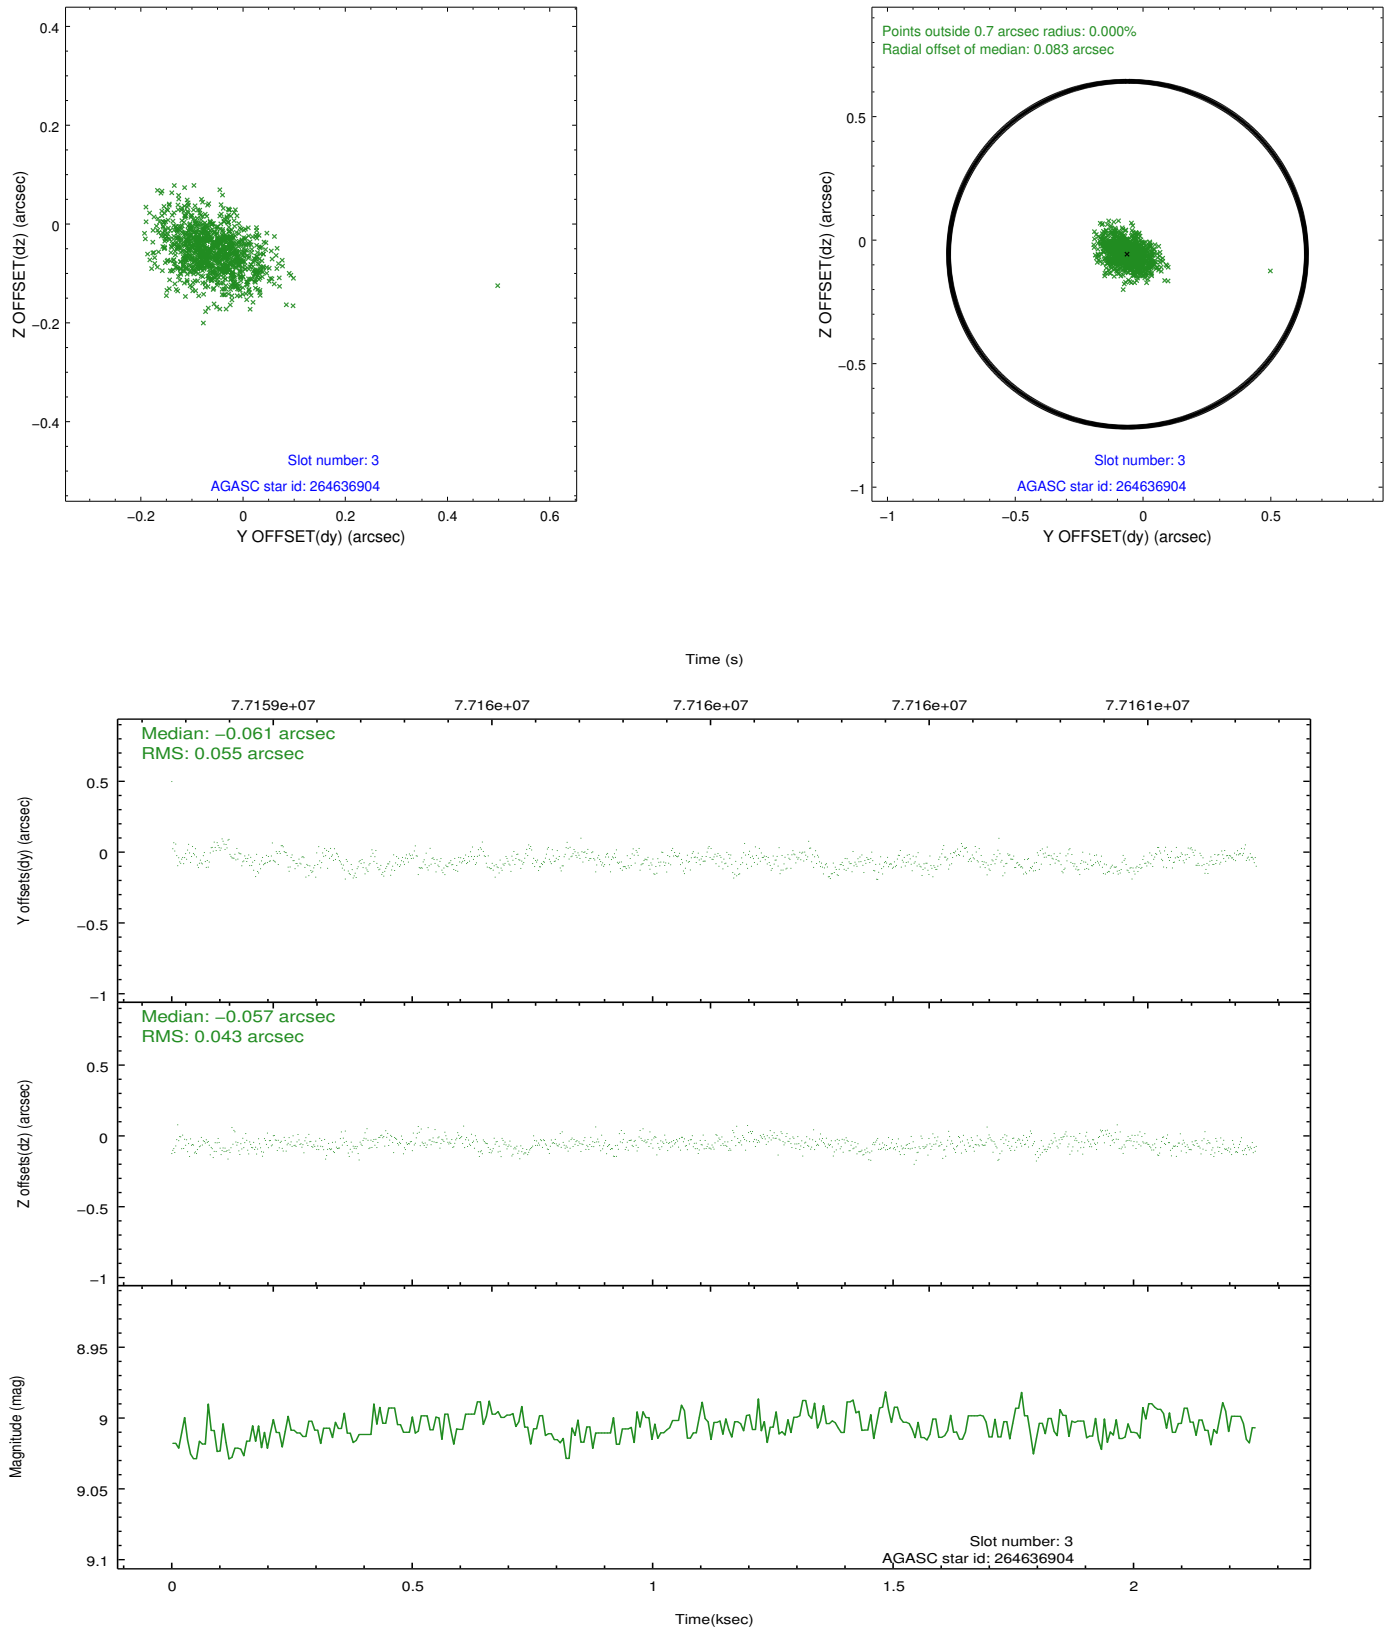 0.4
0.2
0
−0.2
−0.4
Z OFFSET(dz) (arcsec)
Slot number: 3
AGASC star id: 264636904
−0.2 0 0.2 0.4 0.6
Y OFFSET(dy) (arcsec)
Points outside 0.7 arcsec radius: 0.000%
Radial offset of median: 0.083 arcsec
0.5
0
−0.5
−1
Z OFFSET(dz) (arcsec)
Slot number: 3
AGASC star id: 264636904
−1 −0.5 0 0.5
Y OFFSET(dy) (arcsec)
Time (s)
7.7159e+07 7.716e+07 7.716e+07 7.716e+07 7.7161e+07
Median: −0.061 arcsec
RMS: 0.055 arcsec
0.5
0
−0.5
−1
Y offsets(dy) (arcsec)
Median: −0.057 arcsec
RMS: 0.043 arcsec
0.5
0
−0.5
−1
Z offsets(dz) (arcsec)
8.95
9
9.05
9.1
Magnitude (mag)
Slot number: 3
AGASC star id: 264636904
0 0.5 1 1.5 2
Time(ksec)